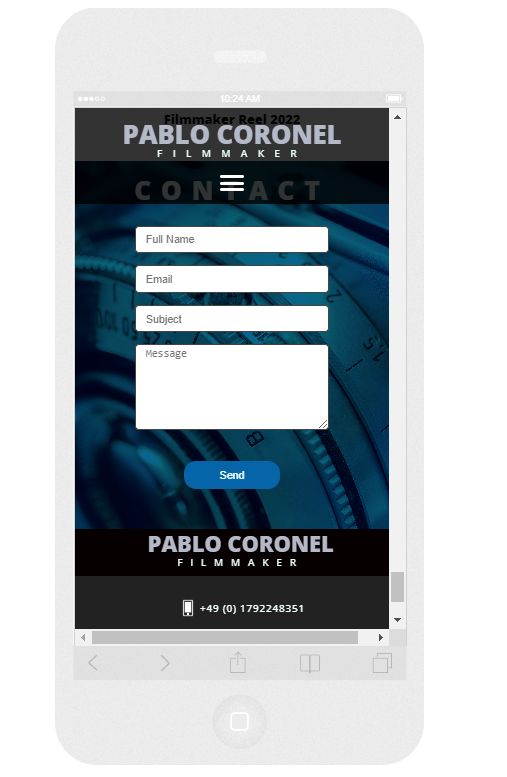 10:24 AM
Filmmaker Reel 2022
PABLO CORONEL
FILMMAKER
CONTACT
Full Name
Email
Subject
Message
Send
PABLO CORONEL
FILMMAKER
+49 (0) 1792248351